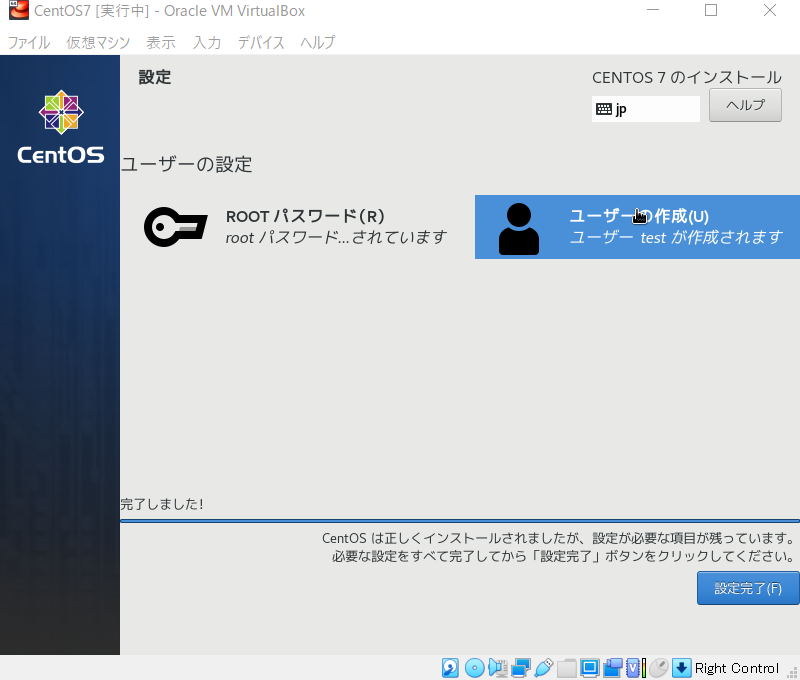 CentOS7 [実行中] - Oracle VM VirtualBox
ファイル 仮想マシン 表示 入力 デバイス ヘルプ
設定
CENTOS 7 のインストール
jp
ヘルプ
CentOS
ユーザーの設定
ROOT パスワード(R)
root パスワード...されています
ユーザーの作成(U)
ユーザー test が作成されます
完了しました!
CentOS は正しくインストールされましたが、設定が必要な項目が残っています。
必要な設定をすべて完了してから「設定完了」ボタンをクリックしてください。
設定完了(F)
Right Control